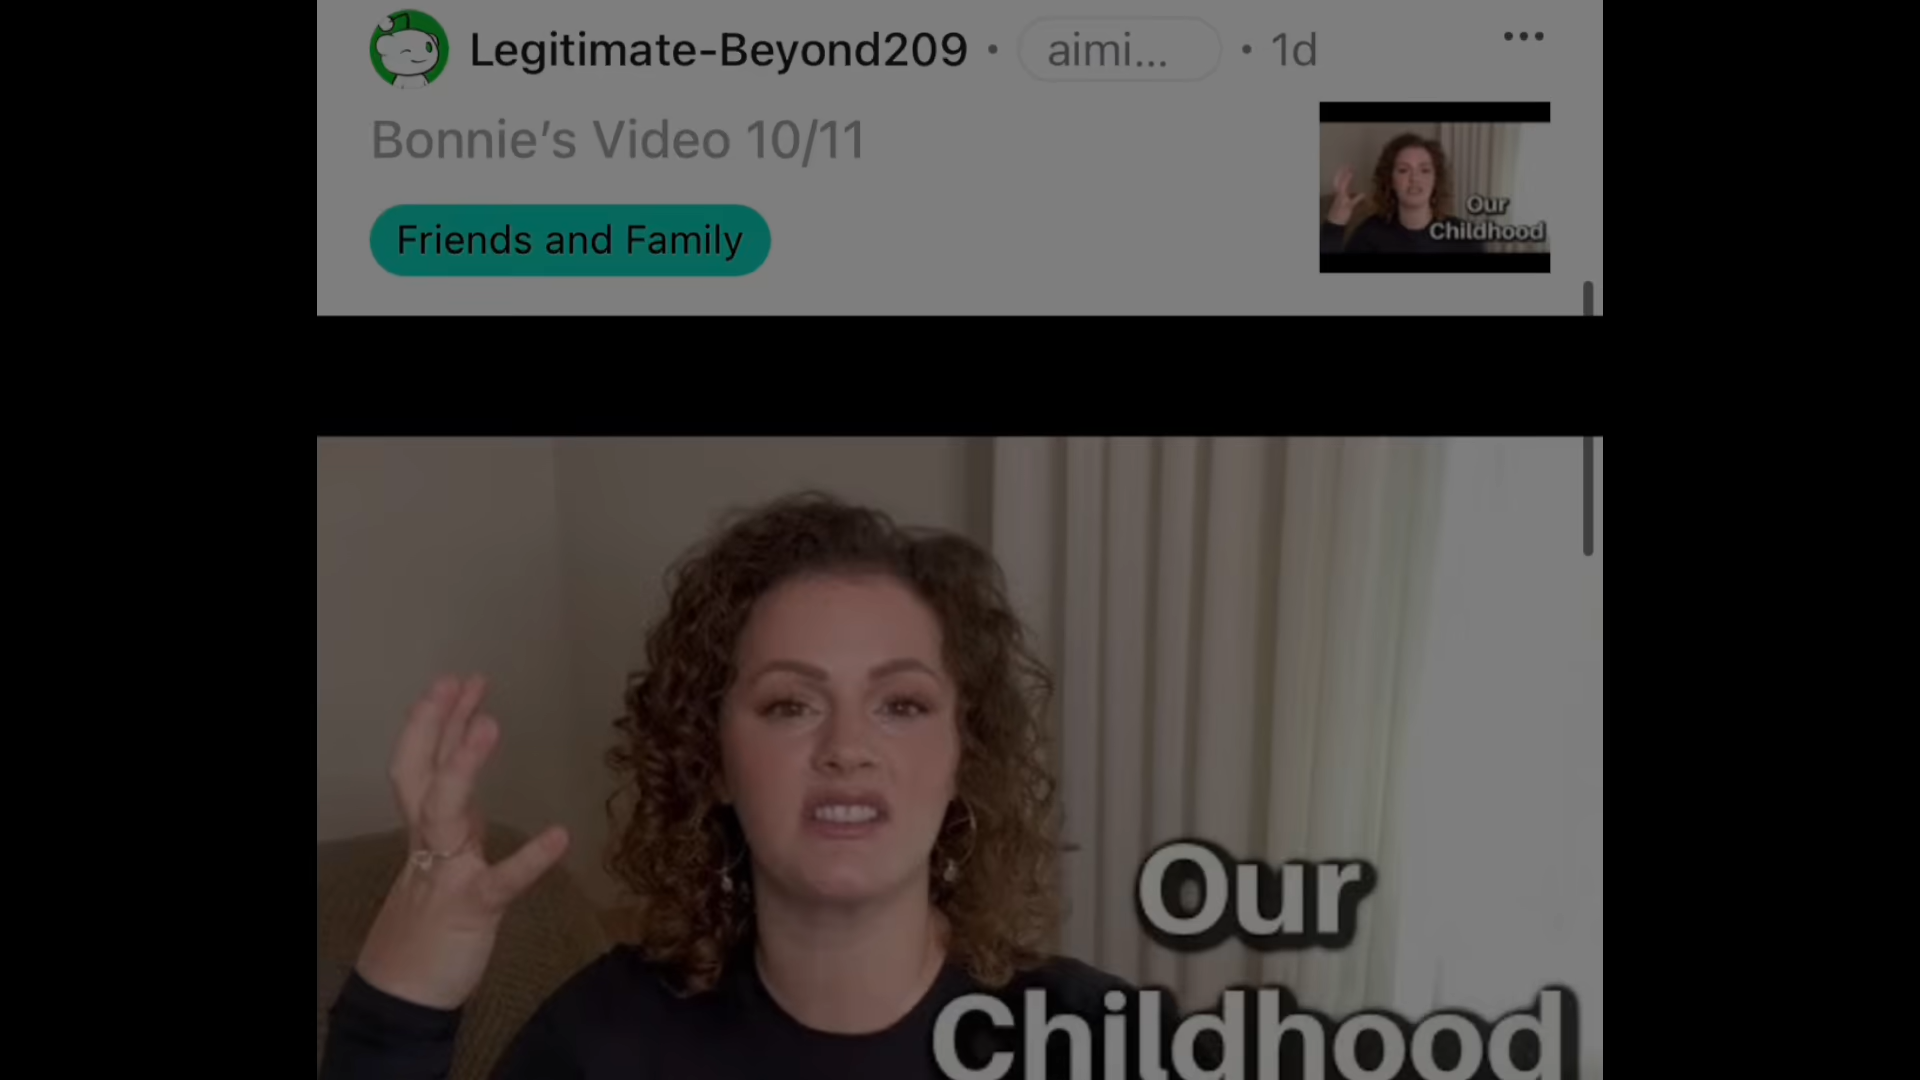 Legitimate-Beyond209 • aimi... • 1d
Bonnie’s Video 10/11
Friends and Family
Our
Childhood
Our
Childhood